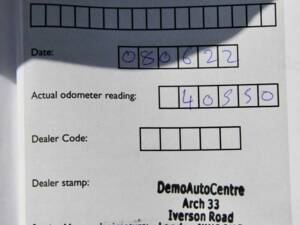 Date: 080622
Actual odometer reading: 40550
Dealer Code:
Dealer stamp: DemoAutoCentre
Arch 33
Iverson Road